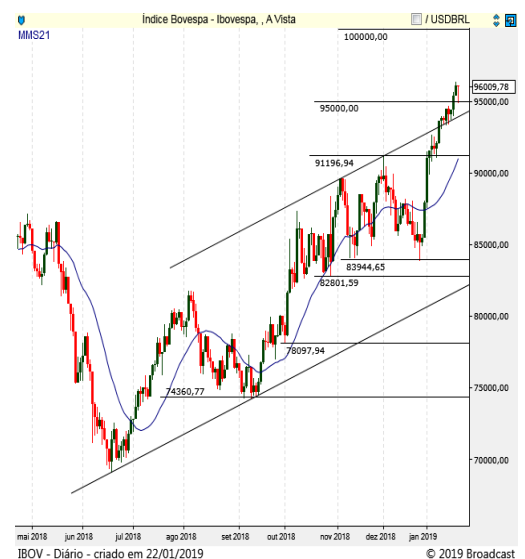 Índice Bovespa - Ibovespa, , A Vista
/ USDBRL
MMS21
100000,00
96009,78
95000,00
95000,00
91196,94
90000,00
85000,00
83944,65
82801,59
80000,00
78097,94
75000,00
74360,77
70000,00
mai 2018 jun 2018 jul 2018 ago 2018 set 2018 out 2018 nov 2018 dez 2018 jan 2019
IBOV - Diário - criado em 22/01/2019
© 2019 Broadcast